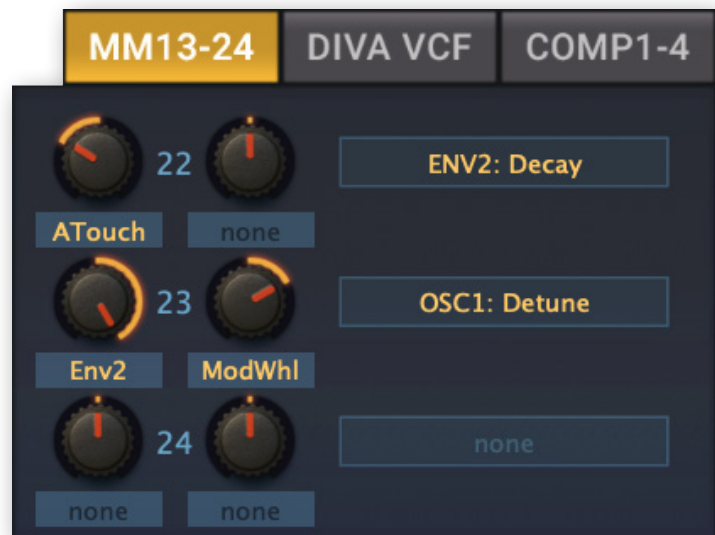 MM13-24 DIVA VCF COMP1-4
22 ENV2: Decay
ATouch none
23 OSC1: Detune
Env2 ModWhl
24 none
none none